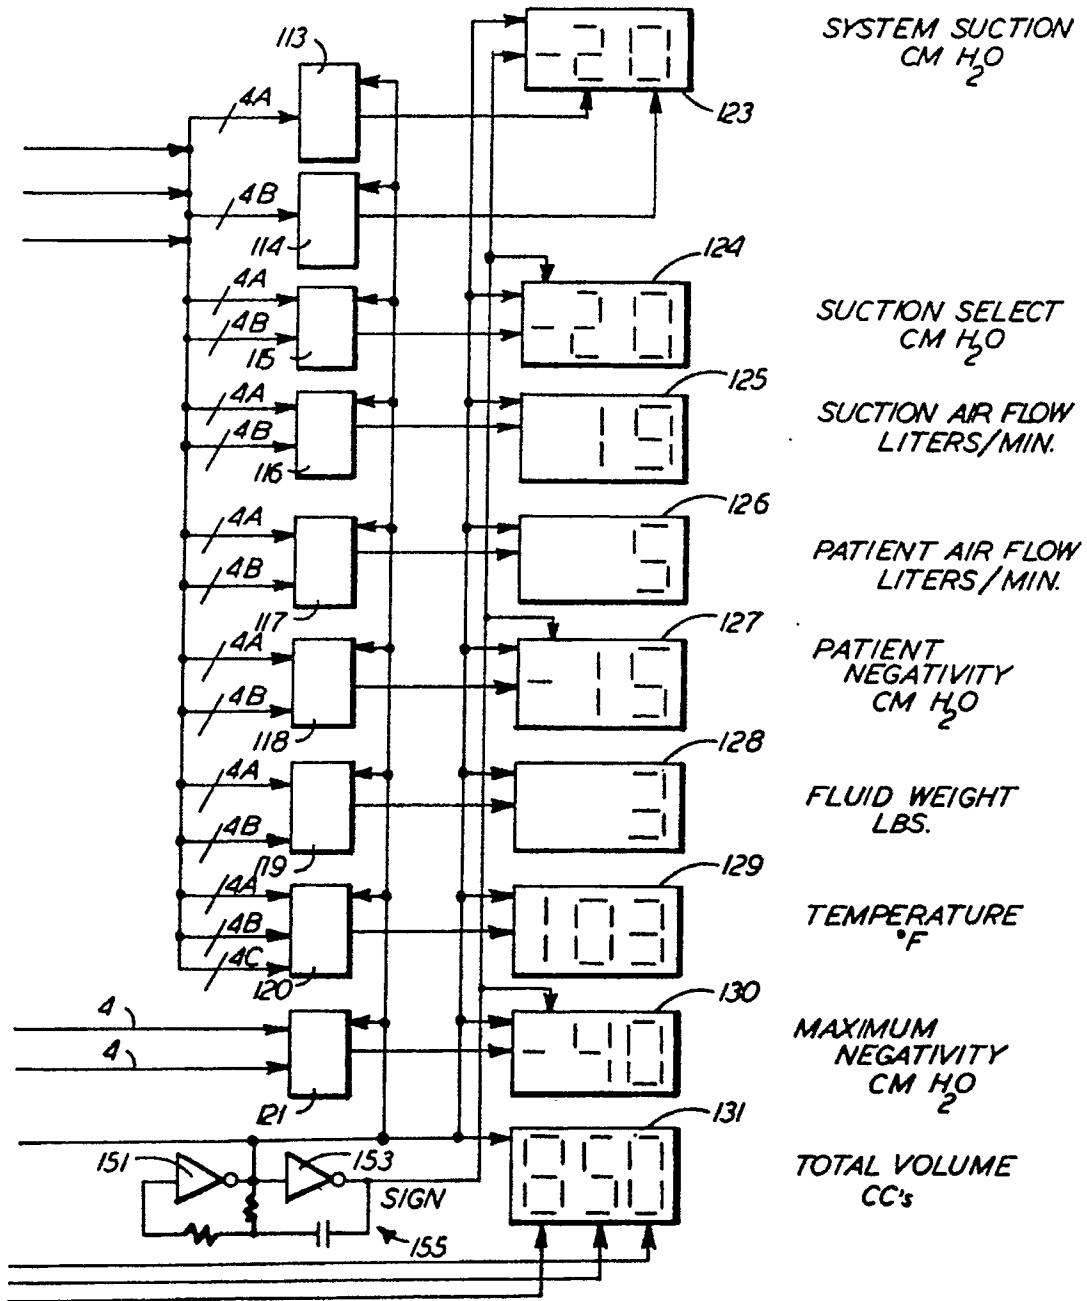 113
- 20
SYSTEM SUCTION
CM H2O
123
4A
4B
114
124
4A
- 20
SUCTION SELECT
CM H2O
4B
115
125
4A
19
SUCTION AIR FLOW
LITERS/MIN.
4B
116
126
4A
5
PATIENT AIR FLOW
LITERS/MIN.
4B
117
127
4A
- 15
PATIENT
NEGATIVITY
CM H2O
4B
118
128
4A
3
FLUID WEIGHT
LBS.
4B
119
129
4A
103
TEMPERATURE
°F
4B
4C
120
130
4
- 40
MAXIMUM
NEGATIVITY
CM H2O
4
121
131
151
153
850
TOTAL VOLUME
CC's
SIGN
155